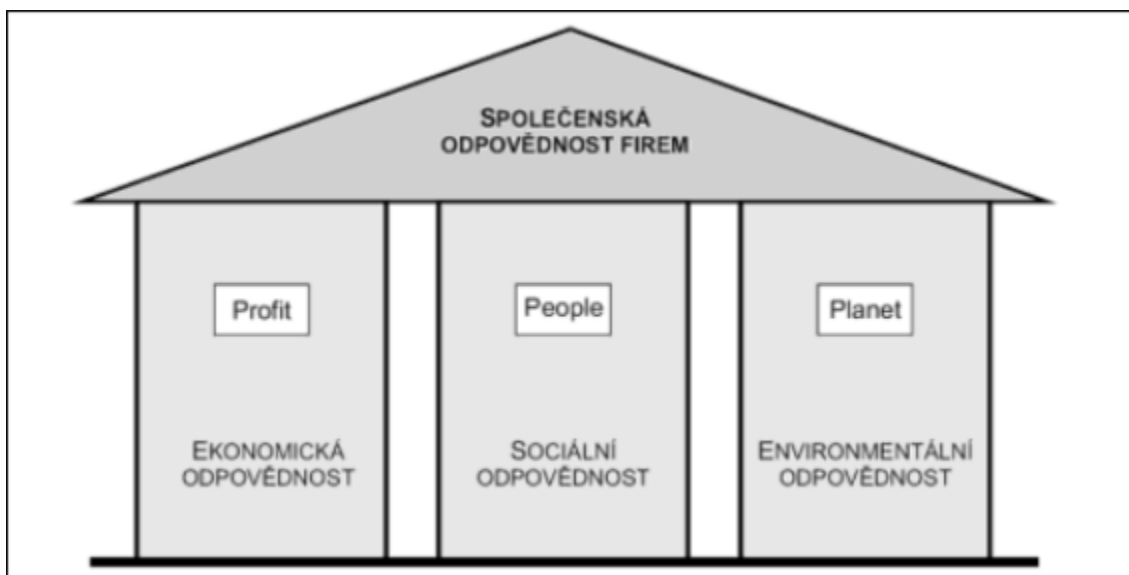 SPOLEČENSKÁ
ODPOVĚDNOST FIREM
Profit
People
Planet
EKONOMICKÁ
ODPOVĚDNOST
SOCIÁLNÍ
ODPOVĚDNOST
ENVIRONMENTÁLNÍ
ODPOVĚDNOST